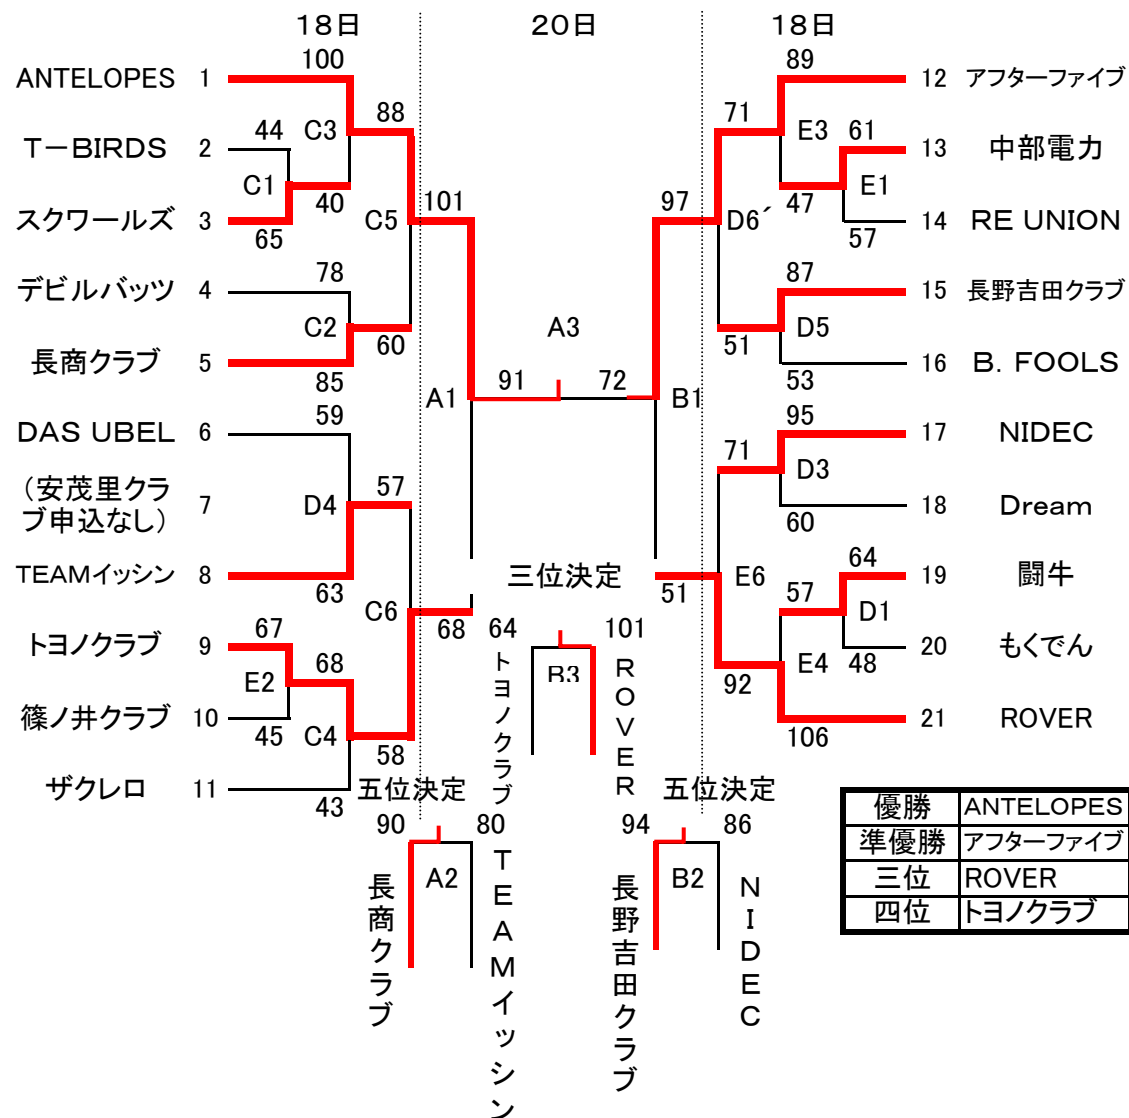 18日
20日
18日
100
89
ANTELOPES 1
12 アフターファイブ
C3
88
71
E3
44
61
T－BIRDS 2
13 中部電力
C1
E1
40
47
スクワールズ 3
C5
101
97
D6´
14 RE UNION
65
57
78
87
デビルバッツ 4
15 長野吉田クラブ
C2
A3
D5
60
51
長商クラブ 5
16 B. FOOLS
85
53
91
72
A1
B1
59
95
DAS UBEL 6
17 NIDEC
57
71
D3
（安茂里クラ
ブ申込なし）
7
D4
18 Dream
60
64
TEAMイッシン 8
三位決定
E6
19 闘牛
63
51
57
D1
C6
68
64
101
トヨノクラブ 9
67
20 もくでん
48
68
E2
B3
E4
92
トヨノクラブ
ROVER
篠ノ井クラブ 10
21 ROVER
45
C4
58
106
ザクレロ 11
43
五位決定
五位決定
90
80
94
86
A2
B2
長商クラブ
TEAMイッシン
長野吉田クラブ
NIDEC
優勝 ANTELOPES
準優勝 アフターファイブ
三位 ROVER
四位 トヨノクラブ